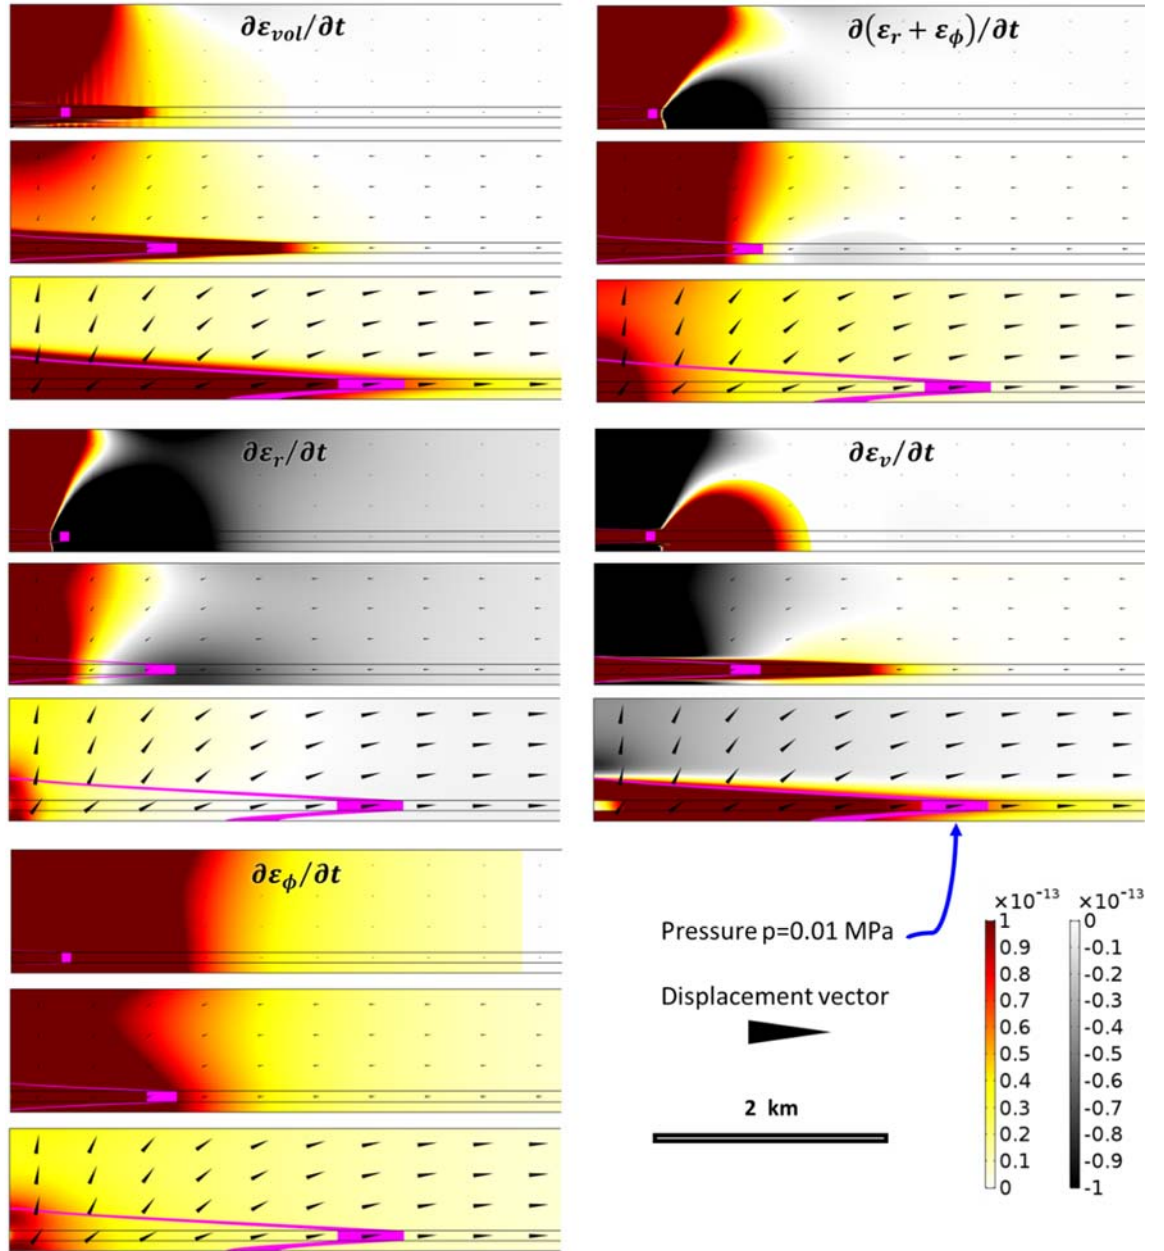 ∂ε_vol/∂t
∂(ε_r + ε_ϕ)/∂t
∂ε_r/∂t
∂ε_v/∂t
∂ε_ϕ/∂t
Pressure p=0.01 MPa
Displacement vector
2 km
×10⁻¹³ ×10⁻¹³
1 0
0.9 -0.1
0.8 -0.2
0.7 -0.3
0.6 -0.4
0.5 -0.5
0.4 -0.6
0.3 -0.7
0.2 -0.8
0.1 -0.9
0 -1